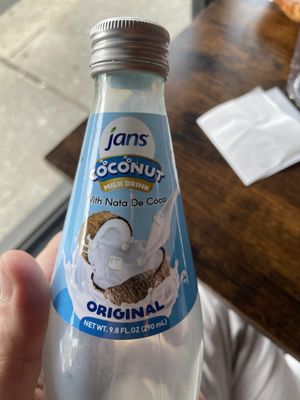 jans
COCONUT
MILK DRINK
With Nata De Coco
ORIGINAL
NET WT. 9.8 FL.OZ (290 mL)